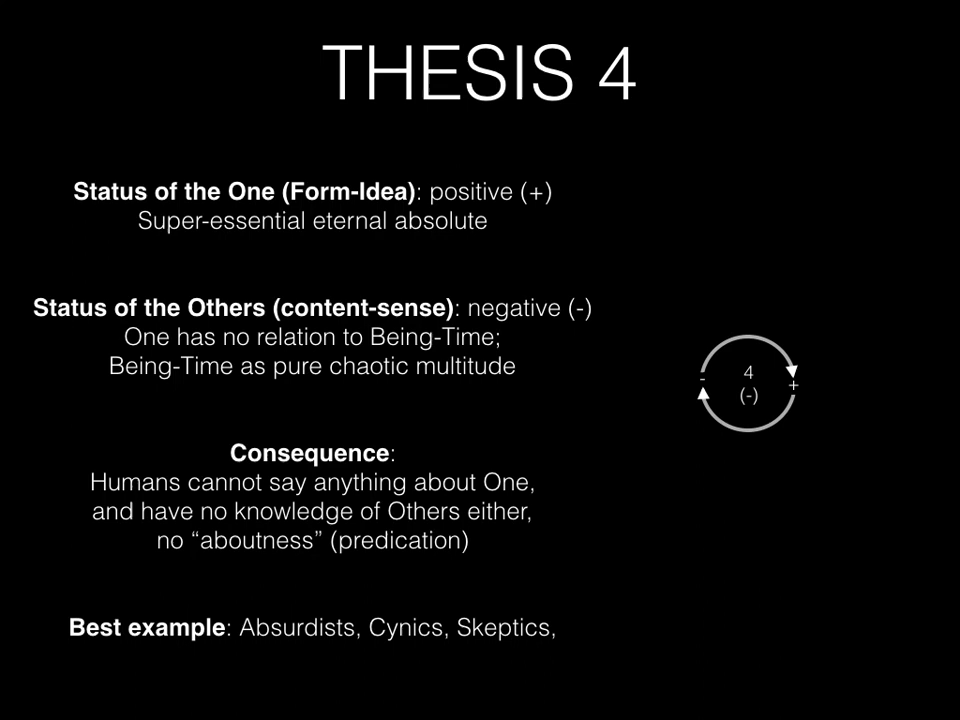 THESIS 4
Status of the One (Form-Idea): positive (+)
Super-essential eternal absolute
Status of the Others (content-sense): negative (-)
One has no relation to Being-Time;
Being-Time as pure chaotic multitude
- 4 +
(-)
Consequence:
Humans cannot say anything about One,
and have no knowledge of Others either,
no “aboutness” (predication)
Best example: Absurdists, Cynics, Skeptics,